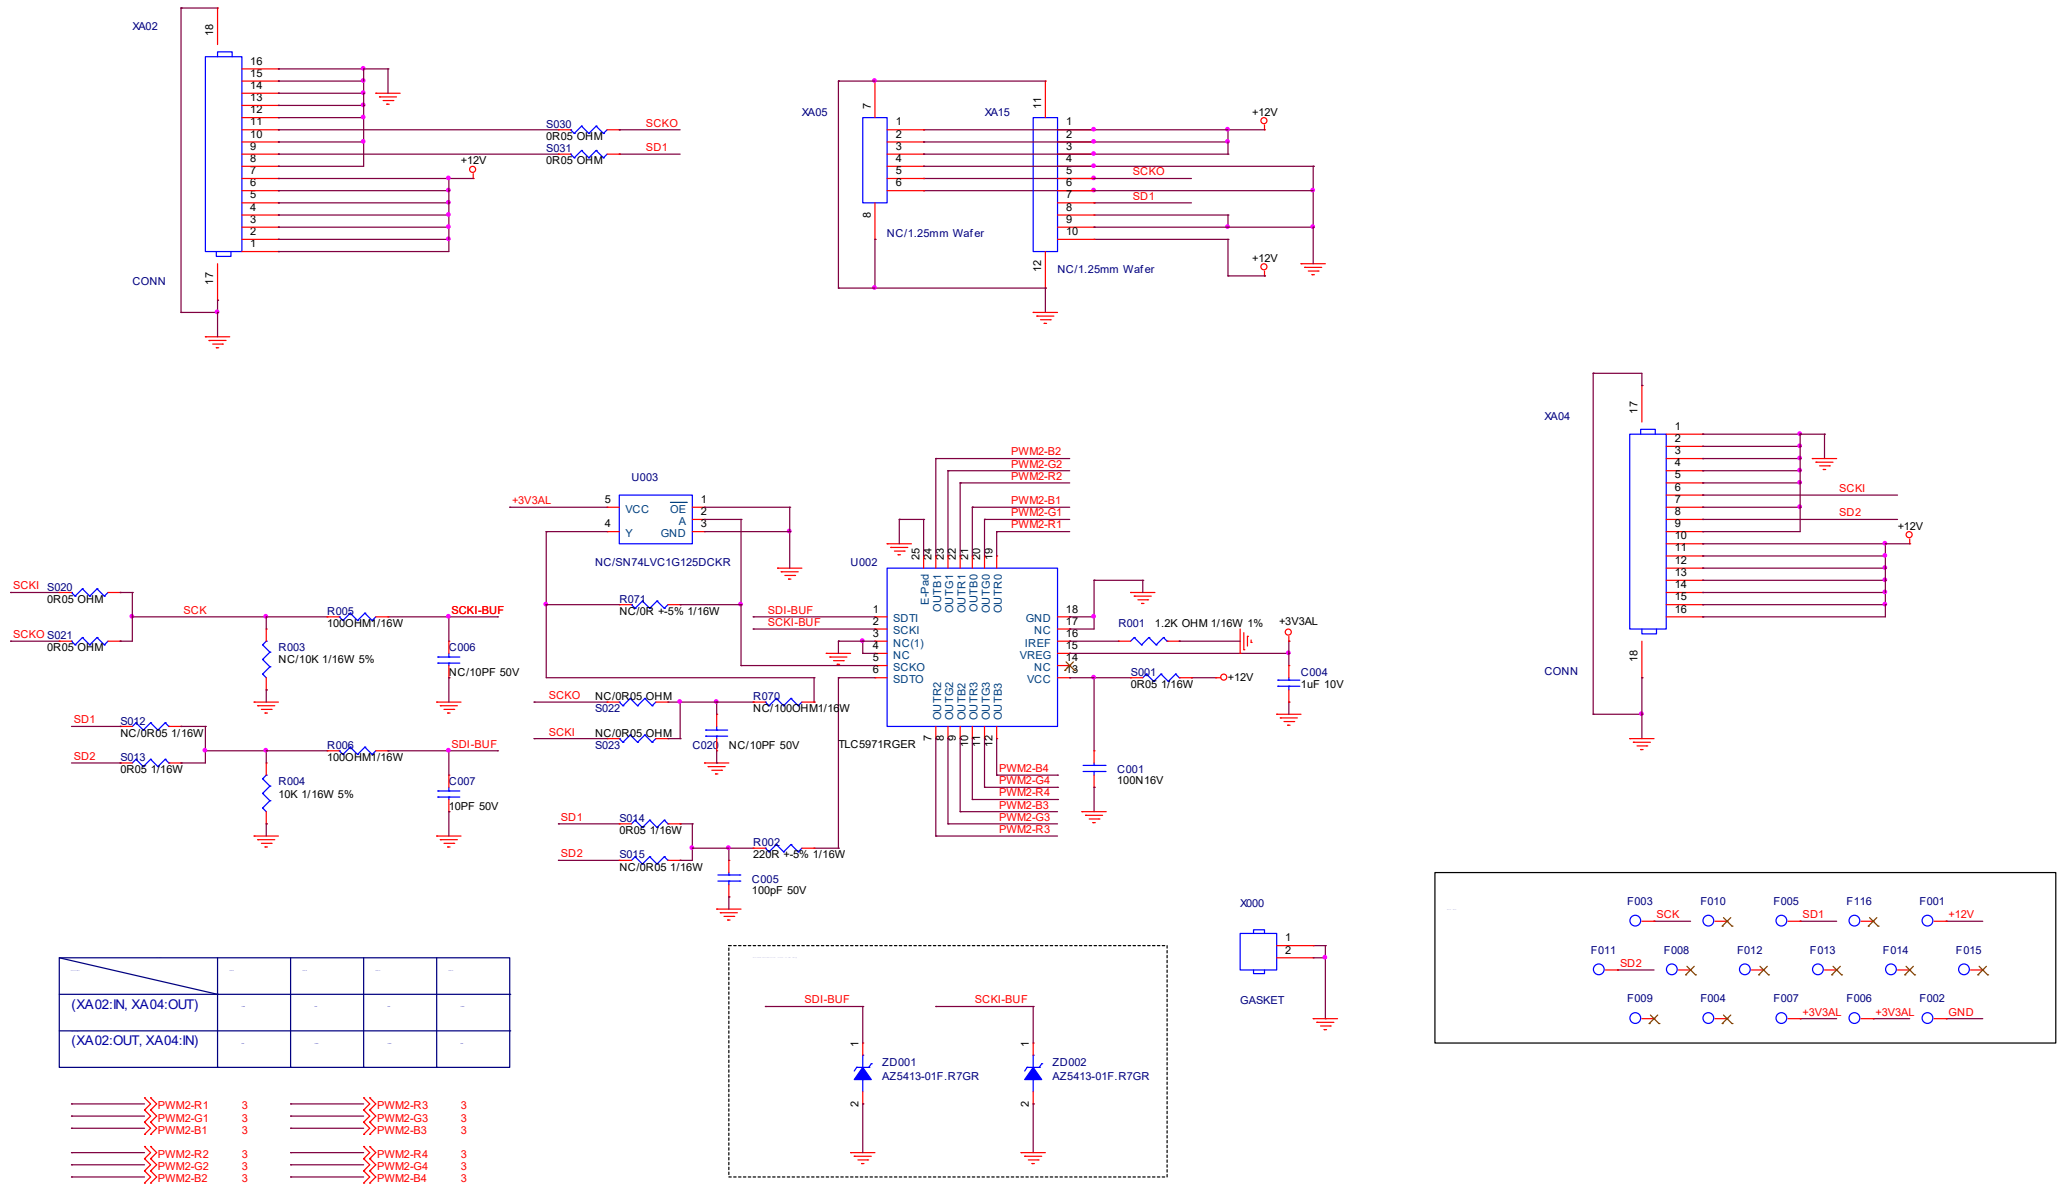 XA02
18
16
15
14
13
12
11
10
9
8
7
6
5
4
3
2
1
17
CONN
+12V
S030
0R05 OHM
SCKO
S031
0R05 OHM
SD1
XA05
7
1
2
3
4
5
6
8
NC/1.25mm Wafer
XA15
11
1
2
3
4
5
6
7
8
9
10
12
NC/1.25mm Wafer
+12V
SCKO
SD1
+12V
XA04
17
1
2
3
4
5
6
7
8
9
10
11
12
13
14
15
16
18
CONN
SCKI
SD2
+12V
U003
+3V3AL
5
VCC
4
Y
OE
1
A
2
GND
3
NC/SN74LVC1G125DCKR
R071
NC/0R +-5% 1/16W
SCKI
S020
0R05 OHM
SCKO
S021
0R05 OHM
SCK
R005
100OHM1/16W
SCKI-BUF
R003
NC/10K 1/16W 5%
C006
NC/10PF 50V
SD1
S012
NC/0R05 1/16W
SD2
S013
0R05 1/16W
R006
100OHM1/16W
SDI-BUF
R004
10K 1/16W 5%
C007
10PF 50V
SCKO
NC/0R05 OHM
S022
SCKI
NC/0R05 OHM
S023
R070
NC/100OHM1/16W
C020
NC/10PF 50V
SD1
S014
0R05 1/16W
SD2
S015
NC/0R05 1/16W
R002
220R +-5% 1/16W
C005
100pF 50V
PWM2-B2
PWM2-G2
PWM2-R2
PWM2-B1
PWM2-G1
PWM2-R1
U002
25
24
23
22
21
20
19
E-Pad
OUTB1
OUTG1
OUTR1
OUTB0
OUTG0
OUTR0
SDI-BUF
SCKI-BUF
1
2
3
4
5
6
SDTI
SCKI
NC(1)
NC
SCKO
SDTO
GND
NC
IREF
VREG
NC
VCC
18
17
16
15
14
13
OUTR2
OUTG2
OUTB2
OUTR3
OUTG3
OUTB3
7
8
9
10
11
12
TLC5971RGER
PWM2-B4
PWM2-G4
PWM2-R4
PWM2-B3
PWM2-G3
PWM2-R3
R001
1.2K OHM 1/16W 1%
+3V3AL
S001
0R05 1/16W
+12V
C004
1uF 10V
C001
100N16V
X000
1
2
GASKET
F003
SCK
F010
F005
SD1
F116
F001
+12V
F011
SD2
F008
F012
F013
F014
F015
F009
F004
F007
+3V3AL
F006
+3V3AL
F002
GND
(XA02:IN, XA04:OUT)
(XA02:OUT, XA04:IN)
SDI-BUF
1
ZD001
AZ5413-01F.R7GR
2
SCKI-BUF
1
ZD002
AZ5413-01F.R7GR
2
PWM2-R1 3
PWM2-G1 3
PWM2-B1 3
PWM2-R2 3
PWM2-G2 3
PWM2-B2 3
PWM2-R3 3
PWM2-G3 3
PWM2-B3 3
PWM2-R4 3
PWM2-G4 3
PWM2-B4 3